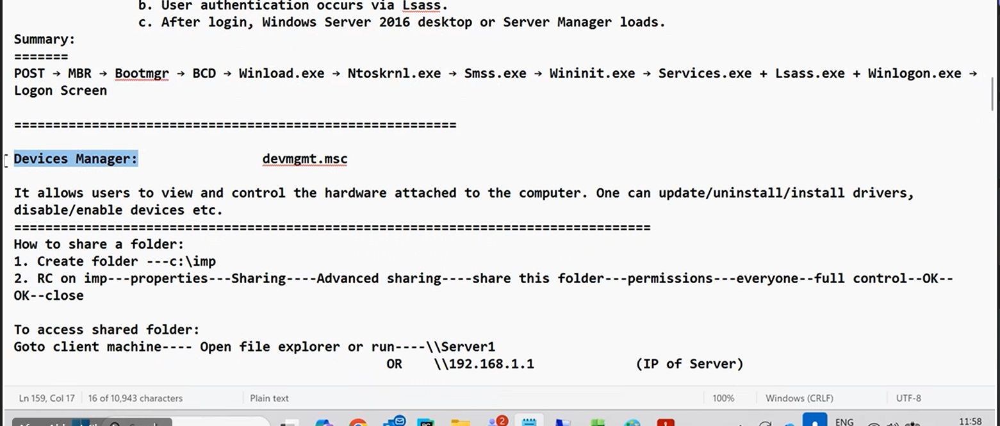 b. User authentication occurs via Lsass.
c. After login, Windows Server 2016 desktop or Server Manager loads.
Summary:
=======
POST → MBR → Bootmgr → BCD → Winload.exe → Ntoskrnl.exe → Smss.exe → Wininit.exe → Services.exe + Lsass.exe + Winlogon.exe →
Logon Screen
=========================================================
Devices Manager: devmgmt.msc
It allows users to view and control the hardware attached to the computer. One can update/uninstall/install drivers,
disable/enable devices etc.
==================================================================================
How to share a folder:
1. Create folder ---c:\imp
2. RC on imp---properties---Sharing----Advanced sharing----share this folder---permissions---everyone--full control--OK--
OK--close
To access shared folder:
Goto client machine---- Open file explorer or run----\\Server1
OR \\192.168.1.1 (IP of Server)
Ln 159, Col 17 16 of 10,943 characters Plain text 100% Windows (CRLF) UTF-8
2 ENG 11:58